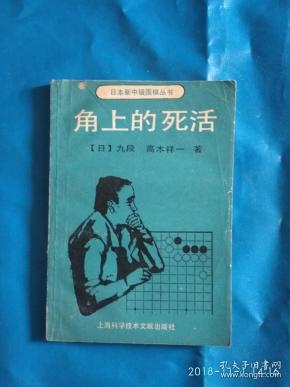 日本新中级围棋丛书
角上的死活
【日】九段 高木祥一 著
上海科学技术文献出版社
孔夫子旧书网